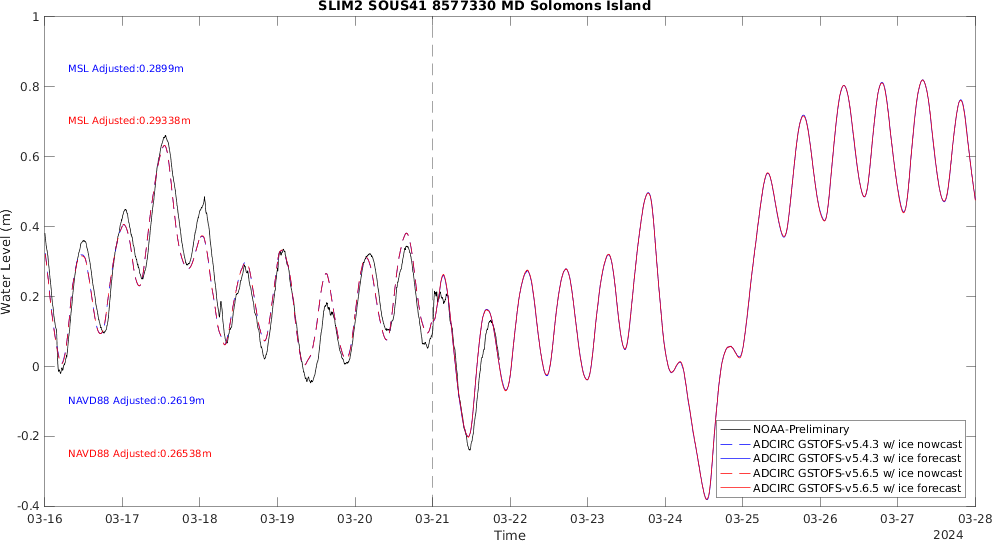 SLIM2 SOUS41 8577330 MD Solomons Island
1
0.8
0.6
0.4
0.2
0
-0.2
-0.4
Water Level (m)
MSL Adjusted:0.2899m
MSL Adjusted:0.29338m
NAVD88 Adjusted:0.2619m
NAVD88 Adjusted:0.26538m
NOAA-Preliminary
ADCIRC GSTOFS-v5.4.3 w/ ice nowcast
ADCIRC GSTOFS-v5.4.3 w/ ice forecast
ADCIRC GSTOFS-v5.6.5 w/ ice nowcast
ADCIRC GSTOFS-v5.6.5 w/ ice forecast
03-16 03-17 03-18 03-19 03-20 03-21 03-22 03-23 03-24 03-25 03-26 03-27 03-28
Time
2024